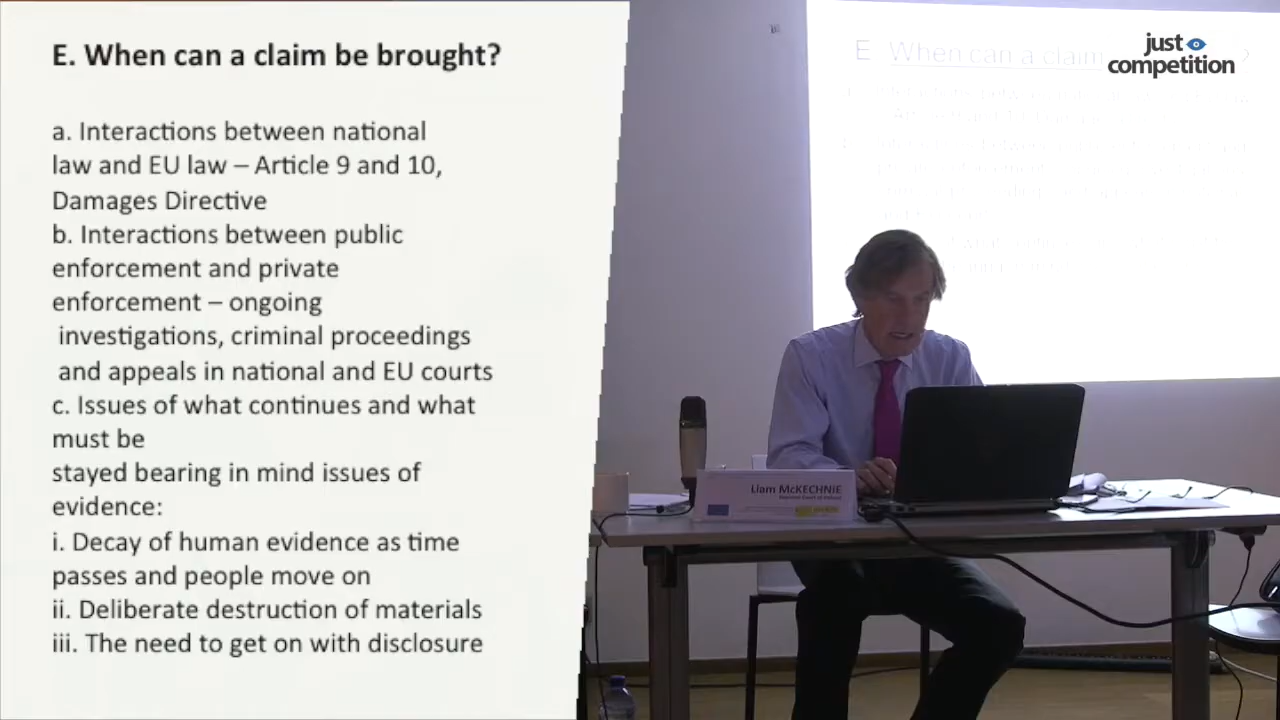 E. When can a claim be brought?
a. Interactions between national
law and EU law – Article 9 and 10,
Damages Directive
b. Interactions between public
enforcement and private
enforcement – ongoing
investigations, criminal proceedings
and appeals in national and EU courts
c. Issues of what continues and what
must be
stayed bearing in mind issues of
evidence:
i. Decay of human evidence as time
passes and people move on
ii. Deliberate destruction of materials
iii. The need to get on with disclosure
E When can a claim
just
competition
Liam McKECHNIE